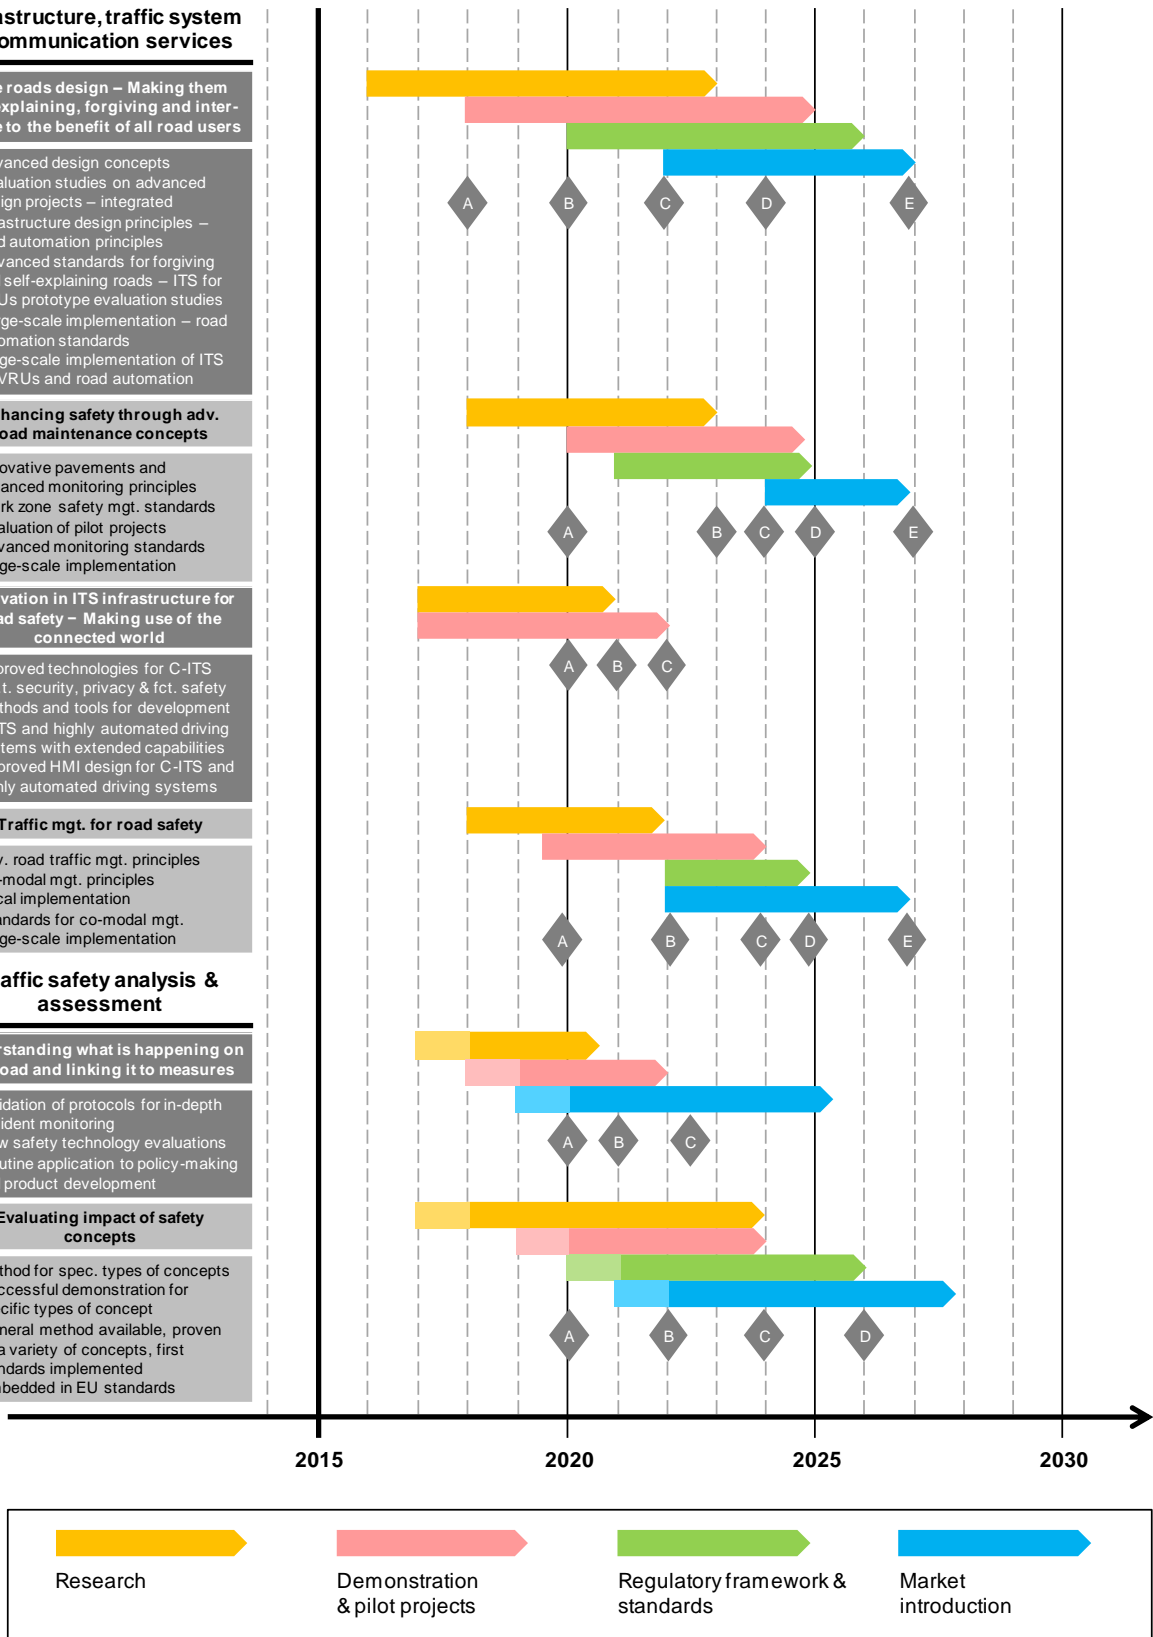 astructure, traffic system
ommunication services
e roads design – Making them
explaining, forgiving and inter-
e to the benefit of all road users
vanced design concepts
aluation studies on advanced
ign projects – integrated
A B C D E
astructure design principles –
d automation principles
vanced standards for forgiving
self-explaining roads – ITS for
Us prototype evaluation studies
ge-scale implementation – road
omation standards
ge-scale implementation of ITS
VRUs and road automation
hancing safety through adv.
oad maintenance concepts
ovative pavements and
anced monitoring principles
rk zone safety mgt. standards
aluation of pilot projects
A B C D E
vanced monitoring standards
ge-scale implementation
vation in ITS infrastructure for
ad safety – Making use of the
connected world
proved technologies for C-ITS
t. security, privacy & fct. safety
A B C
thods and tools for development
TS and highly automated driving
tems with extended capabilities
proved HMI design for C-ITS and
hly automated driving systems
Traffic mgt. for road safety
v. road traffic mgt. principles
-modal mgt. principles
cal implementation
andards for co-modal mgt.
ge-scale implementation
A B C D E
affic safety analysis &
assessment
rstanding what is happening on
oad and linking it to measures
idation of protocols for in-depth
ident monitoring
w safety technology evaluations
A B C
utine application to policy-making
product development
Evaluating impact of safety
concepts
thod for spec. types of concepts
ccessful demonstration for
ecific types of concept
neral method available, proven
A B C D
a variety of concepts, first
ndards implemented
bedded in EU standards
2015 2020 2025 2030
Research
Demonstration
& pilot projects
Regulatory framework &
standards
Market
introduction